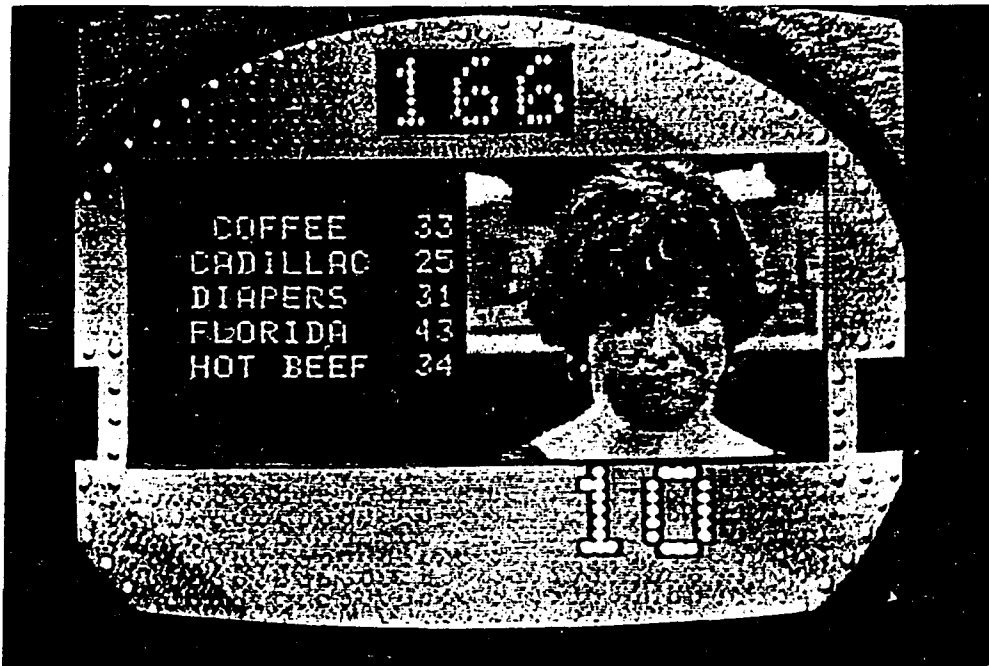 166
COFFEE 33
CADILLAC 25
DIAPERS 31
FLORIDA 43
HOT BEEF 34
10